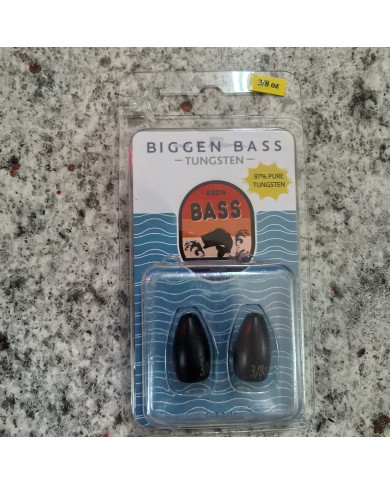 3/8 oz
BIGGEN BASS
TUNGSTEN
97% PURE
TUNGSTEN
BASS
3/8